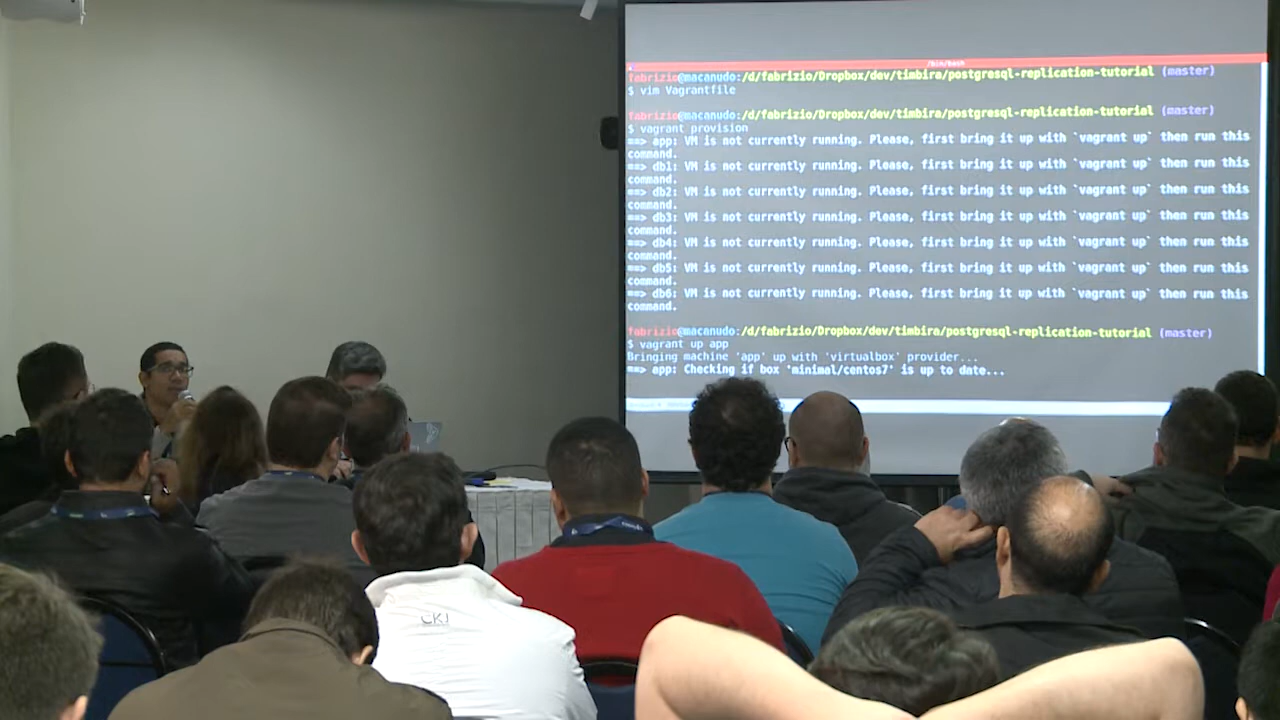 /bin/bash
fabrizio@macanudo:/d/fabrizio/Dropbox/dev/timbira/postgresql-replication-tutorial (master)
$ vim Vagrantfile
fabrizio@macanudo:/d/fabrizio/Dropbox/dev/timbira/postgresql-replication-tutorial (master)
$ vagrant provision
==> app: VM is not currently running. Please, first bring it up with `vagrant up` then run this
command.
==> db1: VM is not currently running. Please, first bring it up with `vagrant up` then run this
command.
==> db2: VM is not currently running. Please, first bring it up with `vagrant up` then run this
command.
==> db3: VM is not currently running. Please, first bring it up with `vagrant up` then run this
command.
==> db4: VM is not currently running. Please, first bring it up with `vagrant up` then run this
command.
==> db5: VM is not currently running. Please, first bring it up with `vagrant up` then run this
command.
==> db6: VM is not currently running. Please, first bring it up with `vagrant up` then run this
command.
fabrizio@macanudo:/d/fabrizio/Dropbox/dev/timbira/postgresql-replication-tutorial (master)
$ vagrant up app
Bringing machine 'app' up with 'virtualbox' provider...
==> app: Checking if box 'minimal/centos7' is up to date...